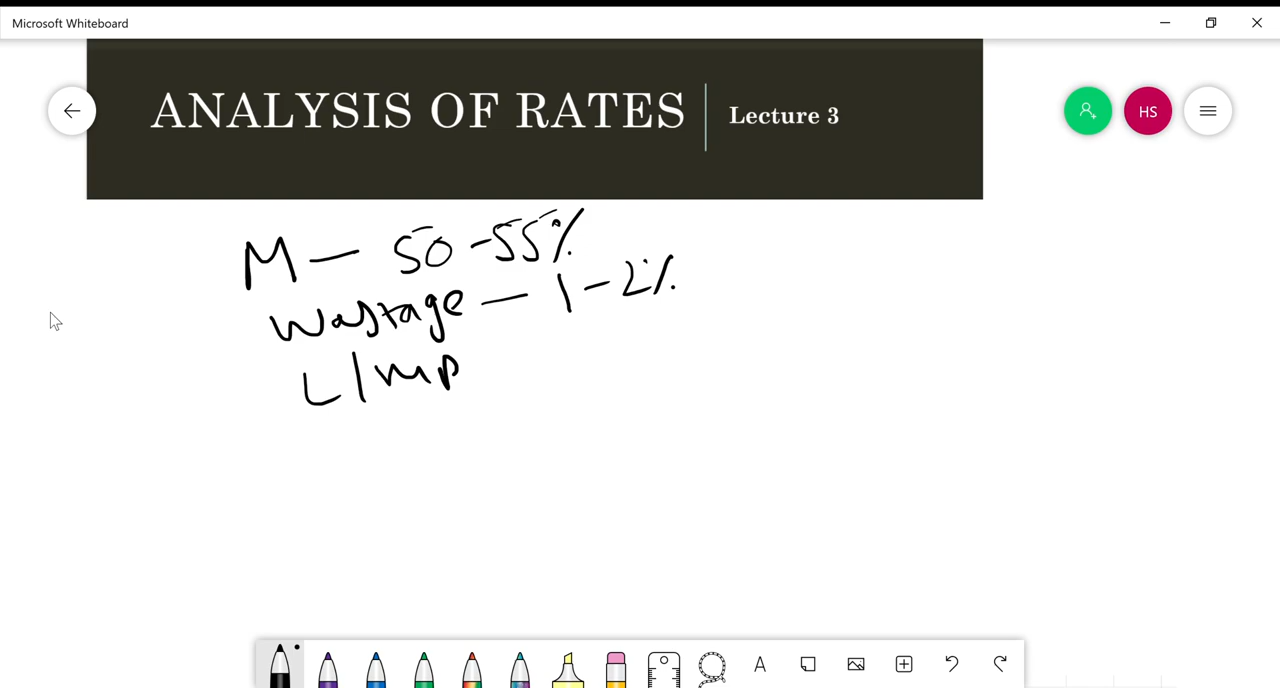 Microsoft Whiteboard
ANALYSIS OF RATES Lecture 3
HS
M — 50 - 55%
Wastage — 1 - 2%
L/mp
A